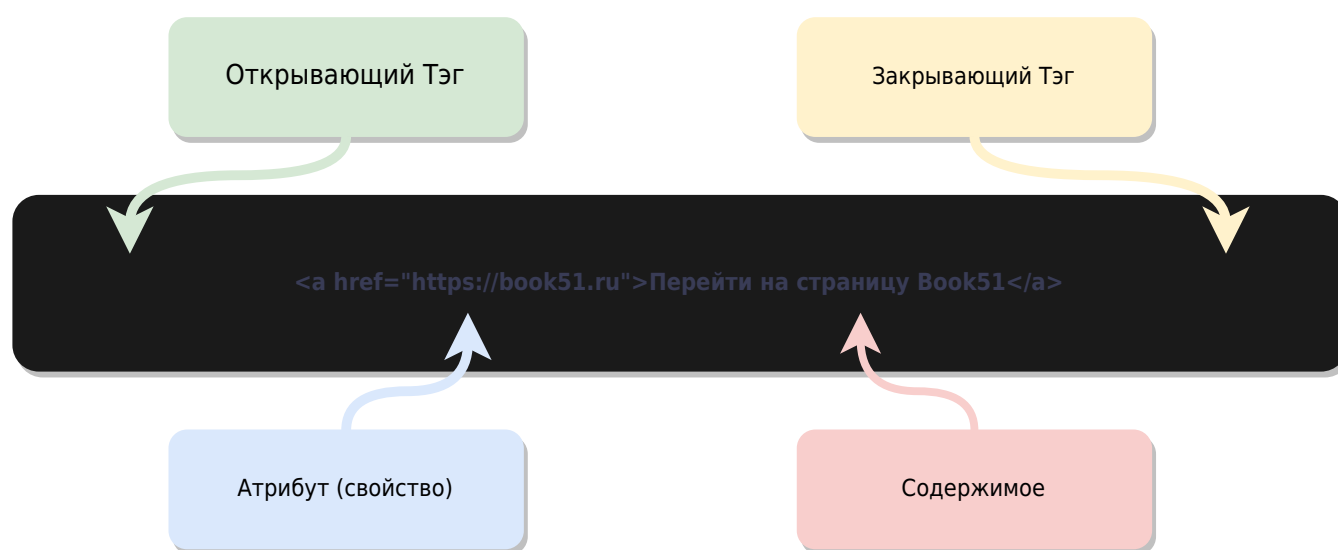 Открывающий Тэг
Закрывающий Тэг
<a href="https://book51.ru">Перейти на страницу Book51</a>
Атрибут (свойство)
Содержимое